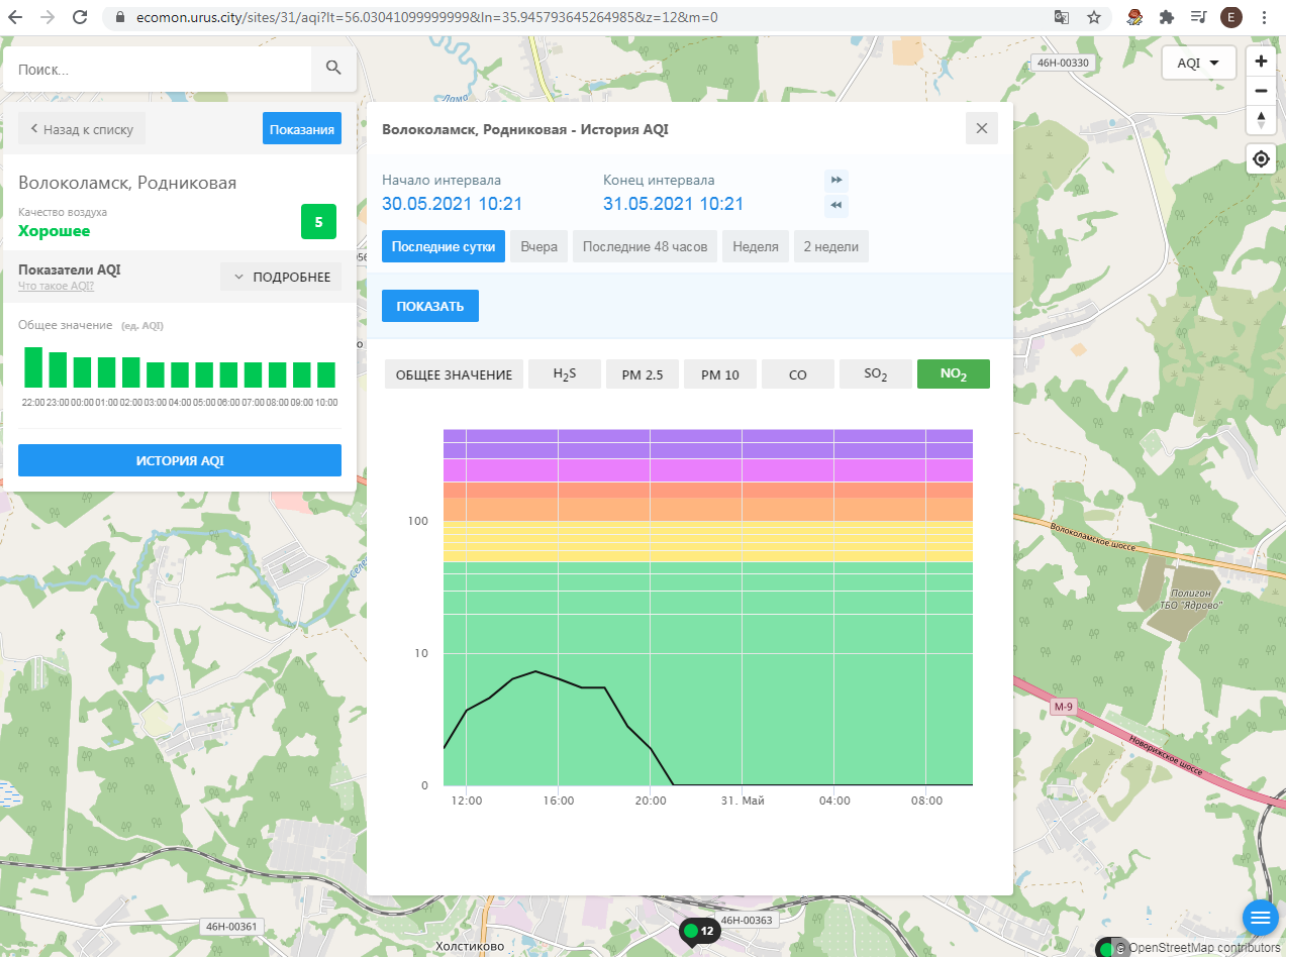 ecomon.urus.city/sites/31/aqi?lt=56.03041099999999&ln=35.945793645264985&z=12&m=0
E
Поиск...
46Н-00330
AQI
Лама
Назад к списку
Показания
Волоколамск, Родниковая
Качество воздуха
Хорошее
5
Показатели AQI
Что такое AQI?
ПОДРОБНЕЕ
Общее значение (ед. AQI)
22:00 23:00 00:00 01:00 02:00 03:00 04:00 05:00 06:00 07:00 08:00 09:00 10:00
ИСТОРИЯ AQI
Волоколамск, Родниковая - История AQI
Начало интервала
Конец интервала
30.05.2021 10:21
31.05.2021 10:21
Последние сутки
Вчера
Последние 48 часов
Неделя
2 недели
ПОКАЗАТЬ
ОБЩЕЕ ЗНАЧЕНИЕ
H2S
PM 2.5
PM 10
CO
SO2
NO2
100
10
0
12:00
16:00
20:00
31. Май
04:00
08:00
Волоколамское шоссе
Полигон
ТБО "Ядрово"
М-9
Новорижское шоссе
46Н-00361
Холстиково
12
46Н-00363
© OpenStreetMap contributors